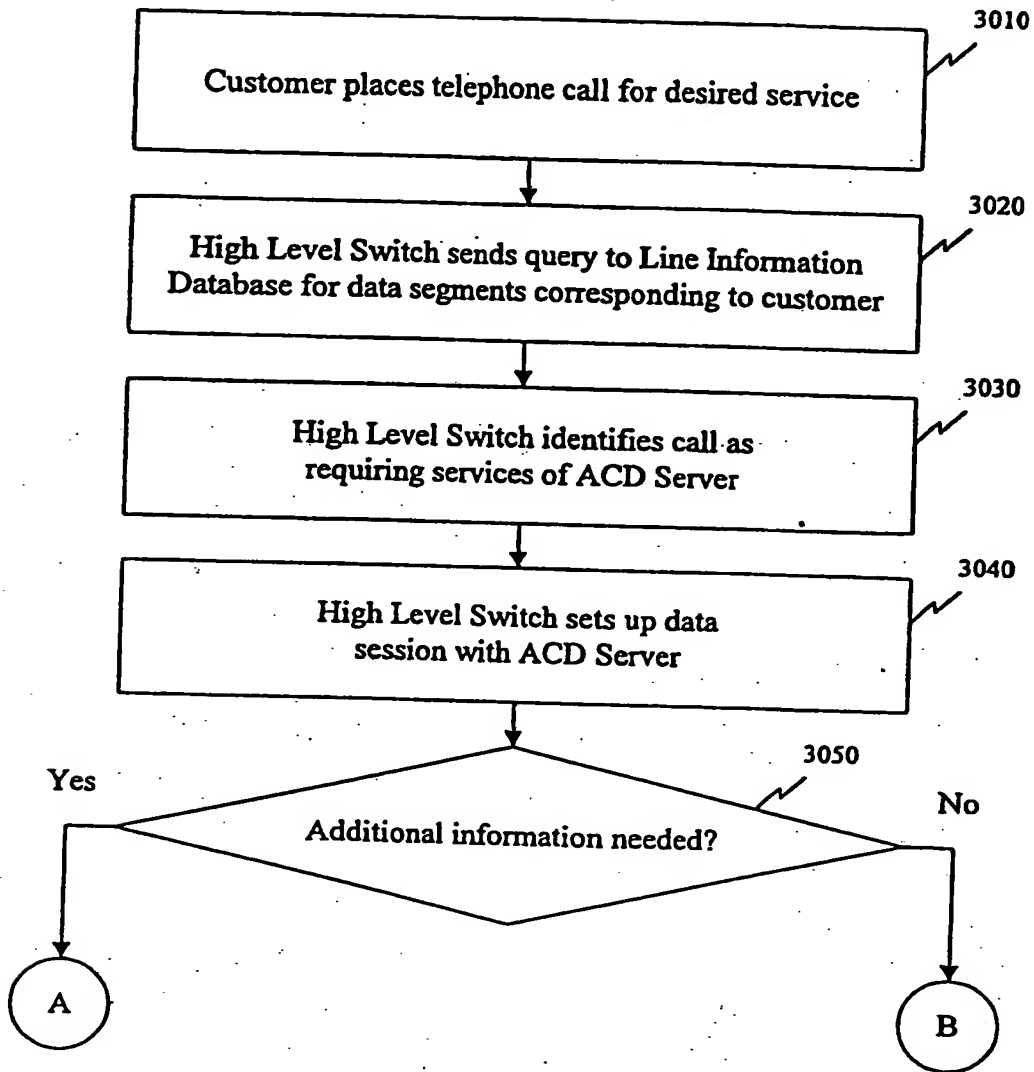 3010
Customer places telephone call for desired service
3020
High Level Switch sends query to Line Information
Database for data segments corresponding to customer
3030
High Level Switch identifies call as
requiring services of ACD Server
3040
High Level Switch sets up data
session with ACD Server
3050
Yes
No
Additional information needed?
A
B